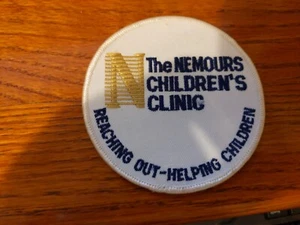 N
The NEMOURS
CHILDREN'S
CLINIC
REACHING OUT-HELPING CHILDREN